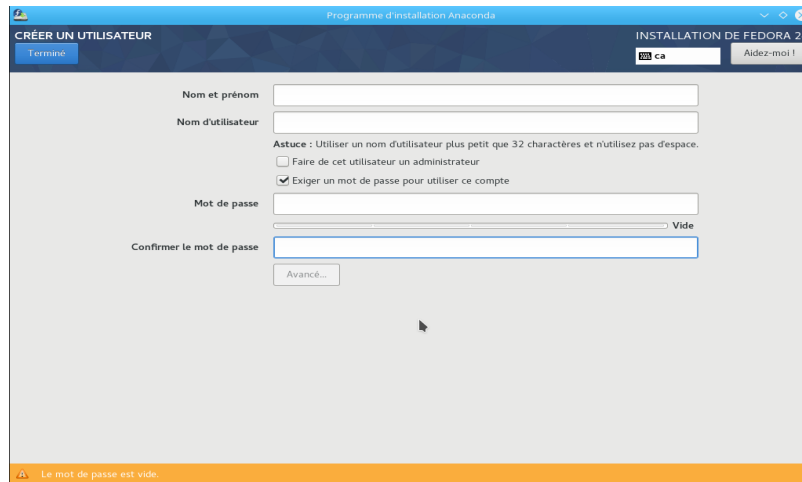 Programme d'installation Anaconda
CRÉER UN UTILISATEUR
INSTALLATION DE FEDORA 2
Terminé
ca
Aidez-moi !
Nom et prénom
Nom d'utilisateur
Astuce : Utiliser un nom d'utilisateur plus petit que 32 charactères et n'utilisez pas d'espace.
Faire de cet utilisateur un administrateur
Exiger un mot de passe pour utiliser ce compte
Mot de passe
Vide
Confirmer le mot de passe
Avancé...
Le mot de passe est vide.